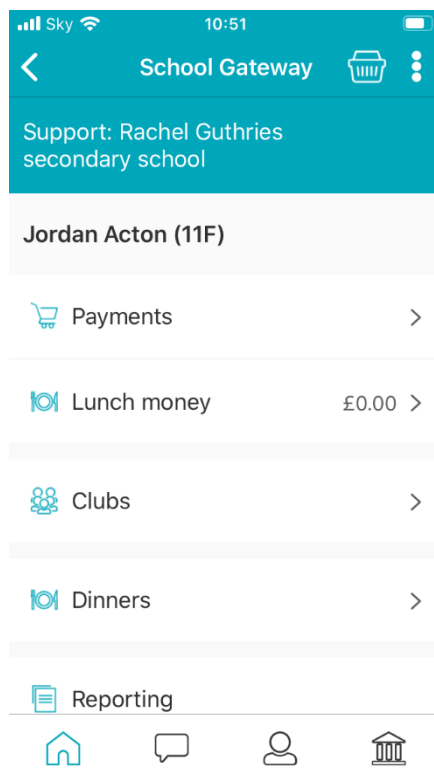 Sky 10:51
School Gateway
Support: Rachel Guthries
secondary school
Jordan Acton (11F)
Payments
Lunch money £0.00
Clubs
Dinners
Reporting